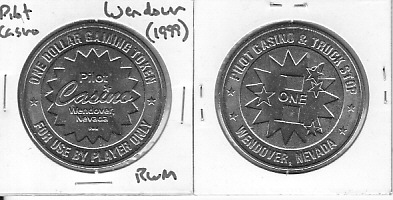 Pilot
Casino
Wendover
(1999)
ONE DOLLAR GAMING TOKEN
Pilot
Casino
Wendover,
Nevada
FOR USE BY PLAYER ONLY
RWM
PILOT CASINO & TRUCK STOP
1
ONE
WENDOVER, NEVADA